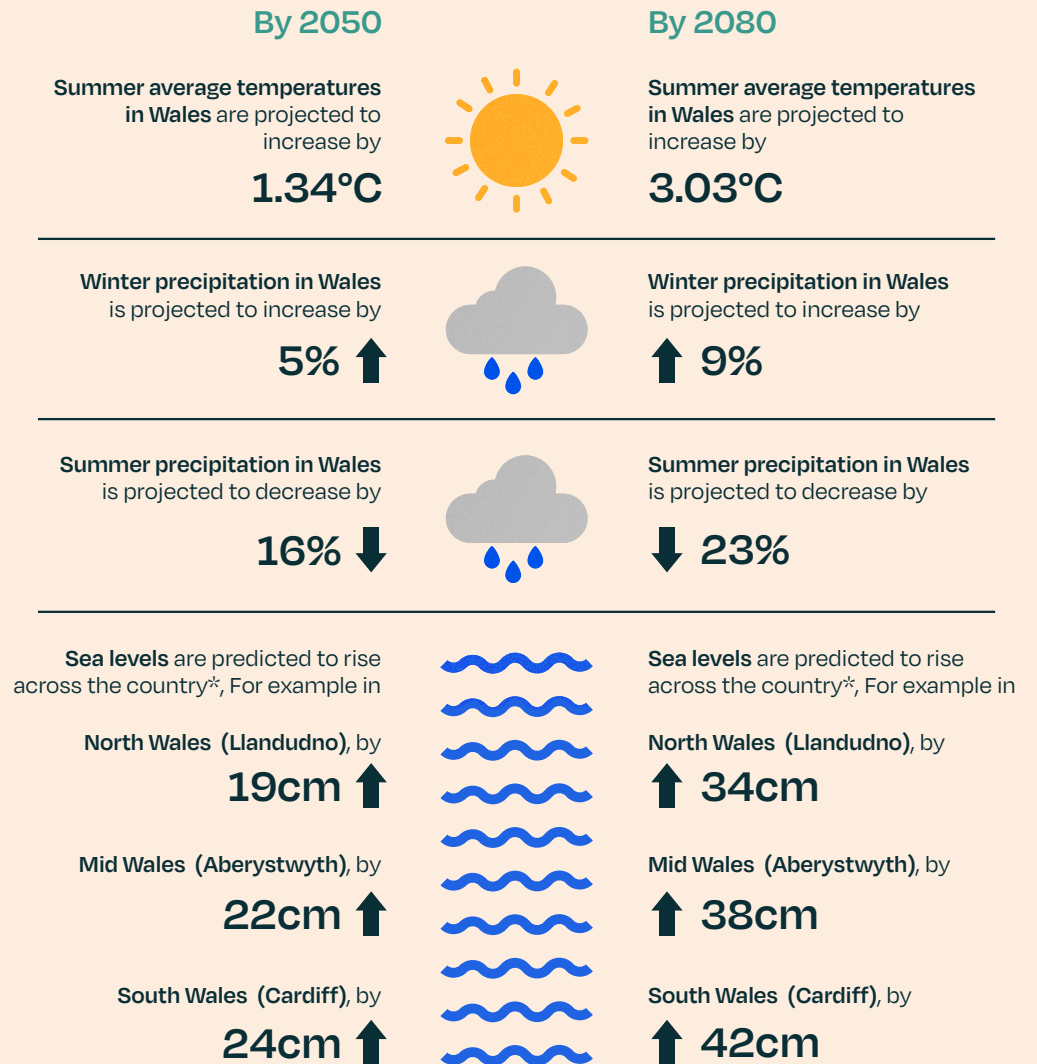 By 2050
Summer average temperatures
in Wales are projected to
increase by
1.34°C
By 2080
Summer average temperatures
in Wales are projected to
increase by
3.03°C
Winter precipitation in Wales
is projected to increase by
5%
Winter precipitation in Wales
is projected to increase by
9%
Summer precipitation in Wales
is projected to decrease by
16%
Summer precipitation in Wales
is projected to decrease by
23%
Sea levels are predicted to rise
across the country*, For example in
North Wales (Llandudno), by
19cm
Mid Wales (Aberystwyth), by
22cm
South Wales (Cardiff), by
24cm
Sea levels are predicted to rise
across the country*, For example in
North Wales (Llandudno), by
34cm
Mid Wales (Aberystwyth), by
38cm
South Wales (Cardiff), by
42cm